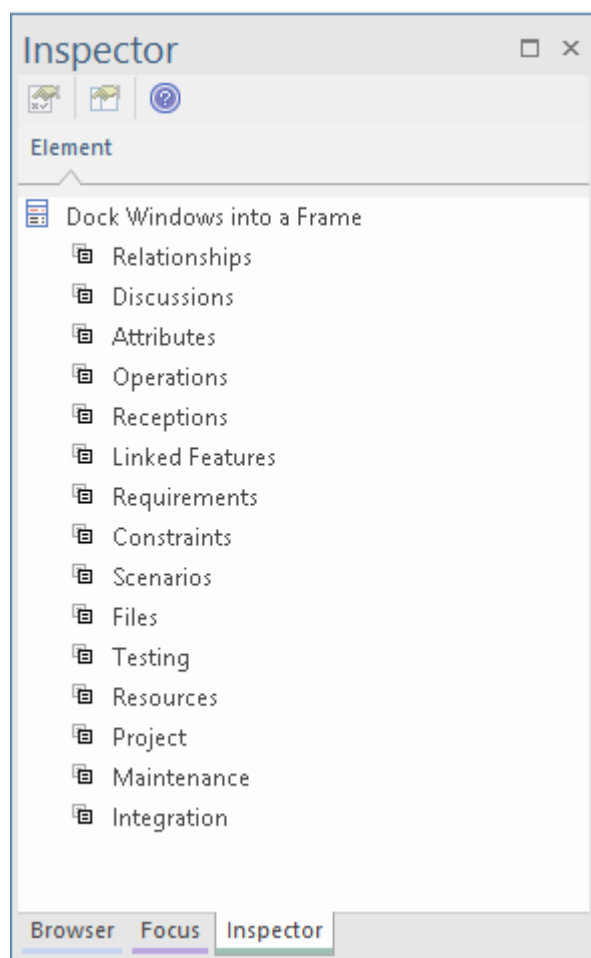 Inspector
Element
Dock Windows into a Frame
Relationships
Discussions
Attributes
Operations
Receptions
Linked Features
Requirements
Constraints
Scenarios
Files
Testing
Resources
Project
Maintenance
Integration
Browser Focus Inspector